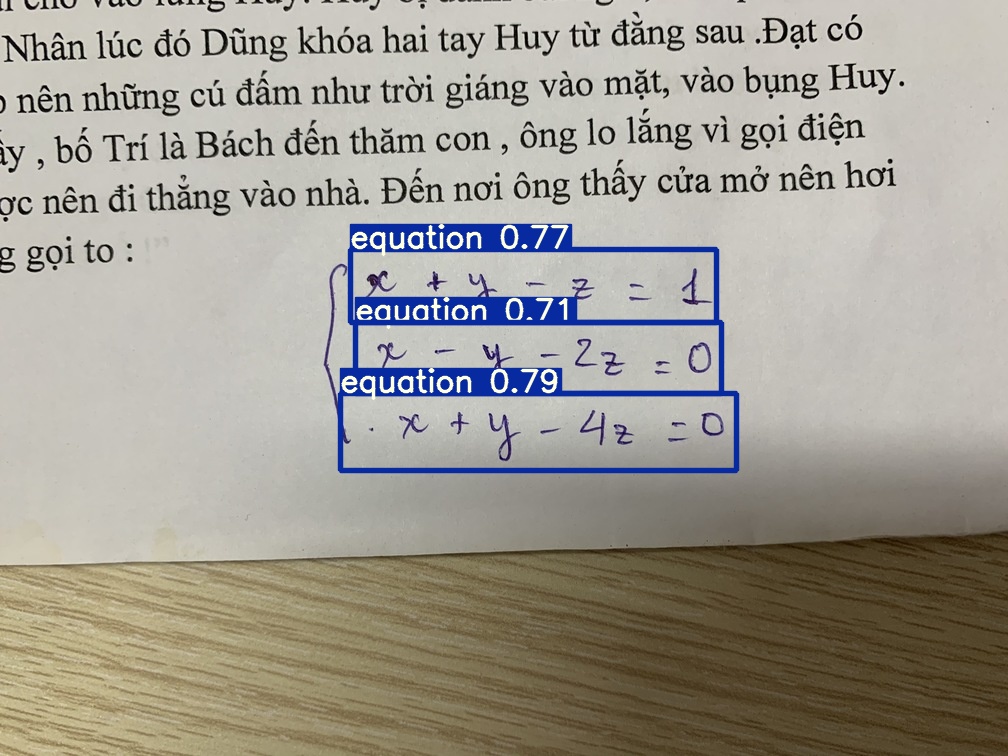 Nhân lúc đó Dũng khóa hai tay Huy từ đằng sau .Đạt có
nên những cú đấm như trời giáng vào mặt, vào bụng Huy.
, bố Trí là Bách đến thăm con , ông lo lắng vì gọi điện
nên đi thẳng vào nhà. Đến nơi ông thấy cửa mở nên hơi
gọi to :
equation 0.77
x + y - z = 1
equation 0.71
x - y - 2z = 0
equation 0.79
. x + y - 4z = 0